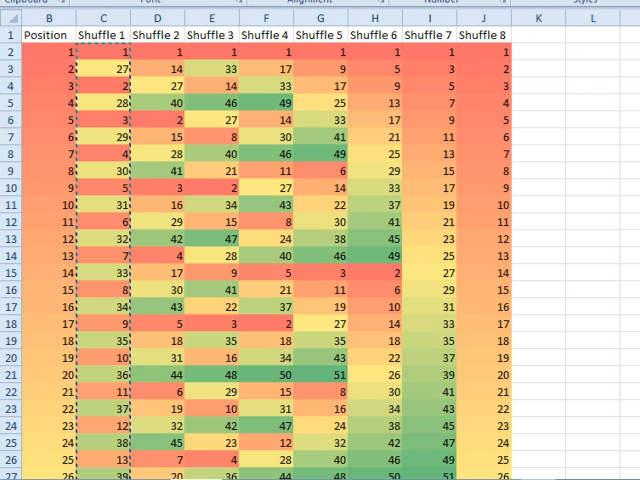 Clipboard Font Alignment Number Styles
B C D E F G H I J K L
1 Position Shuffle 1 Shuffle 2 Shuffle 3 Shuffle 4 Shuffle 5 Shuffle 6 Shuffle 7 Shuffle 8
2 1 1 1 1 1 1 1 1 1
3 2 27 14 33 17 9 5 3 2
4 3 2 27 14 33 17 9 5 3
5 4 28 40 46 49 25 13 7 4
6 5 3 2 27 14 33 17 9 5
7 6 29 15 8 30 41 21 11 6
8 7 4 28 40 46 49 25 13 7
9 8 30 41 21 11 6 29 15 8
10 9 5 3 2 27 14 33 17 9
11 10 31 16 34 43 22 37 19 10
12 11 6 29 15 8 30 41 21 11
13 12 32 42 47 24 38 45 23 12
14 13 7 4 28 40 46 49 25 13
15 14 33 17 9 5 3 2 27 14
16 15 8 30 41 21 11 6 29 15
17 16 34 43 22 37 19 10 31 16
18 17 9 5 3 2 27 14 33 17
19 18 35 18 35 18 35 18 35 18
20 19 10 31 16 34 43 22 37 19
21 20 36 44 48 50 51 26 39 20
22 21 11 6 29 15 8 30 41 21
23 22 37 19 10 31 16 34 43 22
24 23 12 32 42 47 24 38 45 23
25 24 38 45 23 12 32 42 47 24
26 25 13 7 4 28 40 46 49 25
27 26 39 20 36 44 48 50 51 26